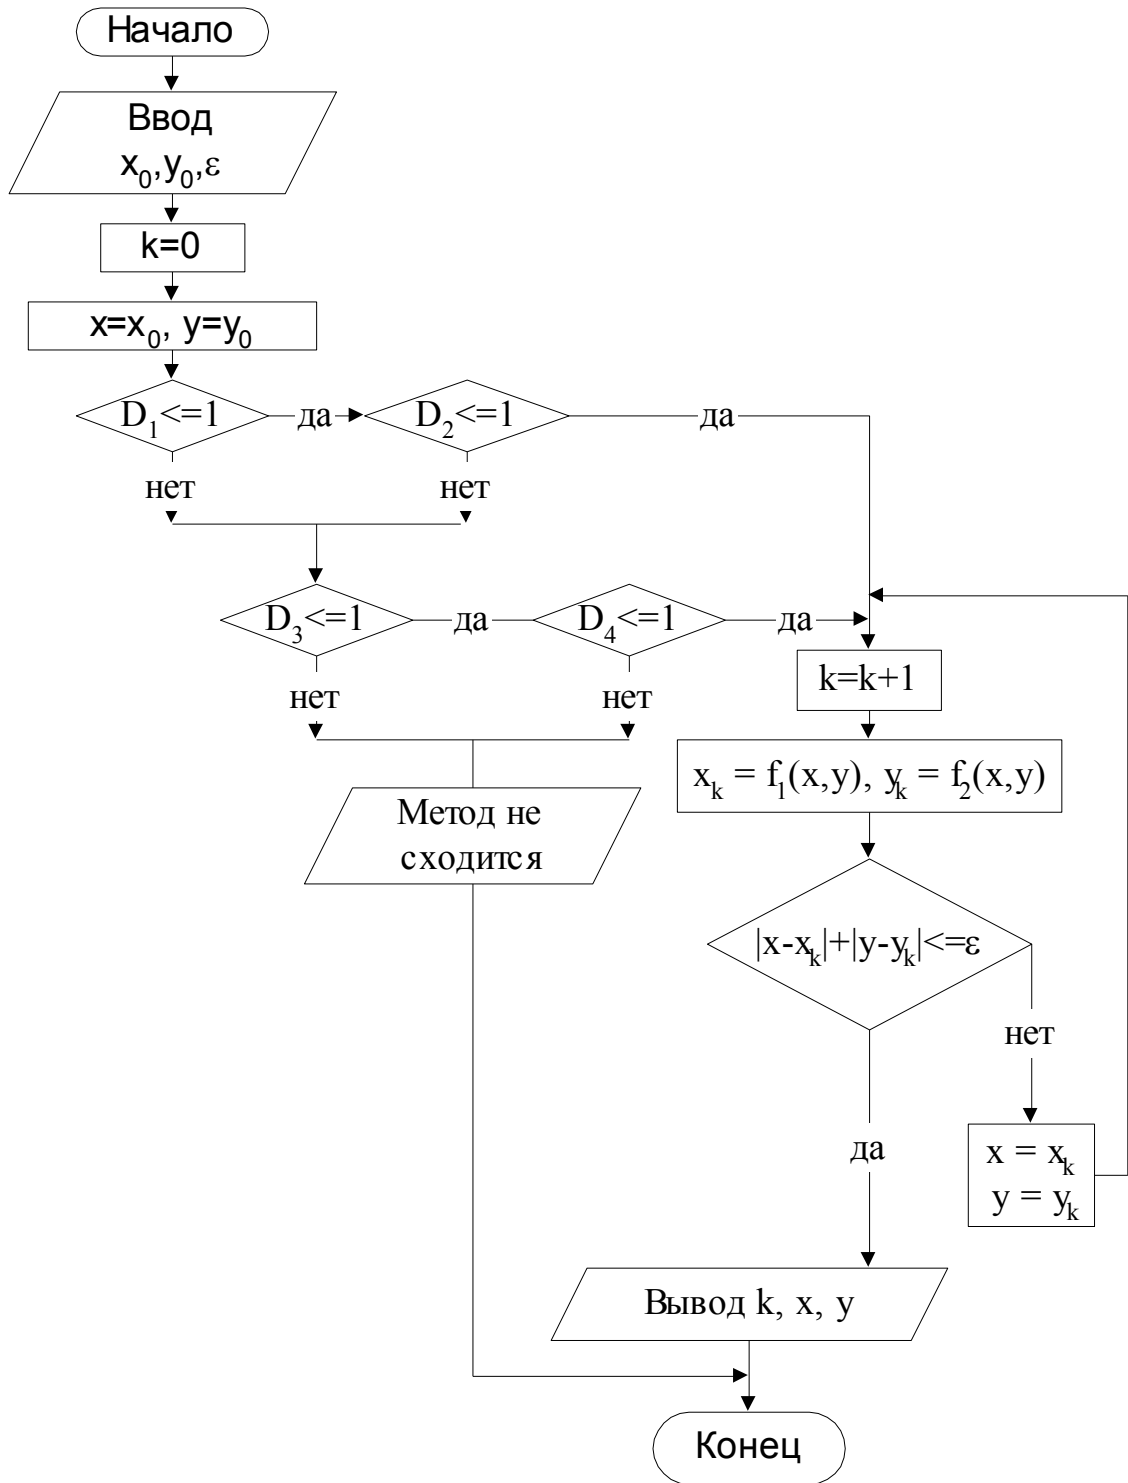 Начало
Ввод
x₀,y₀,ε
k=0
x=x₀, y=y₀
D₁<=1
да
D₂<=1
да
нет
нет
D₃<=1
да
D₄<=1
да
нет
нет
k=k+1
xₖ = f₁(x,y), yₖ = f₂(x,y)
Метод не
сходится
|x-xₖ|+|y-yₖ|<=ε
нет
да
x = xₖ
y = yₖ
Вывод k, x, y
Конец